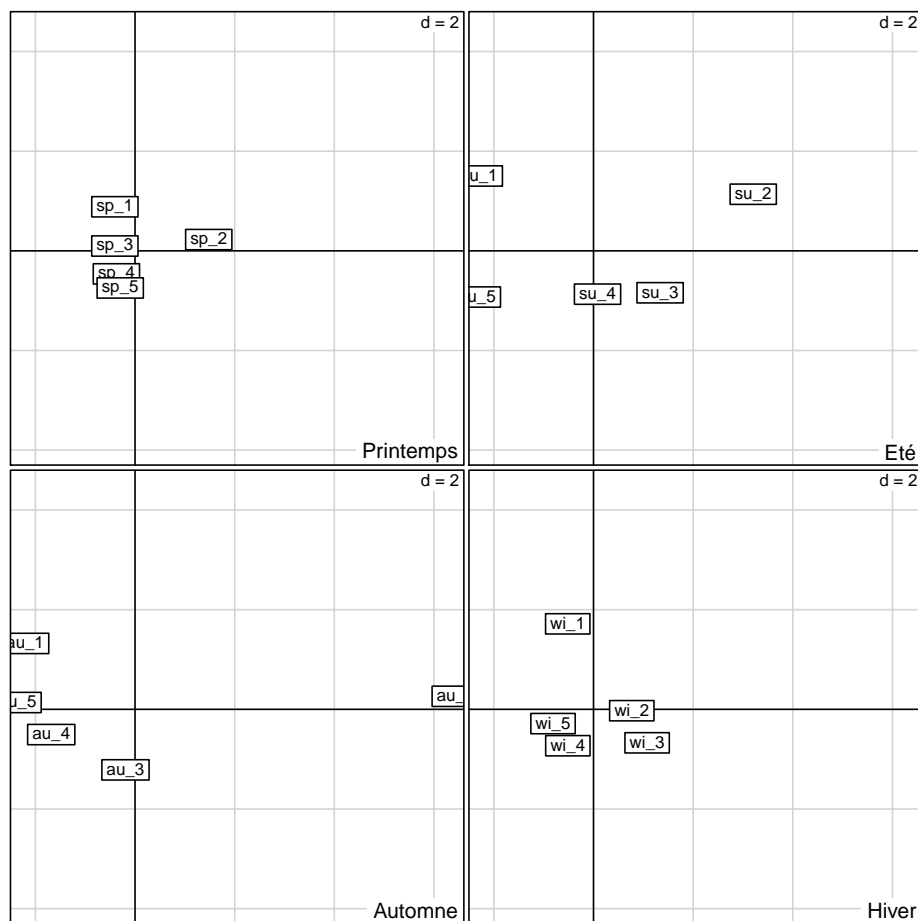 d = 2
sp_1
sp_2
sp_3
sp_4
sp_5
Printemps
d = 2
u_1
su_2
su_3
su_4
u_5
Eté
d = 2
au_1
au_
u_5
au_4
au_3
Automne
d = 2
wi_1
wi_2
wi_5
wi_3
wi_4
Hiver